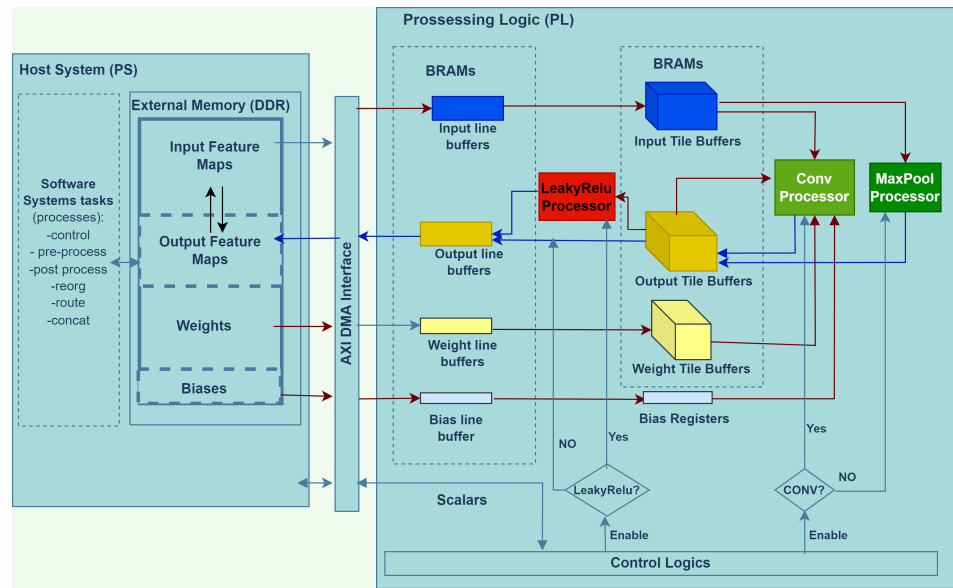 Prossessing Logic (PL)
Host System (PS)
External Memory (DDR)
Input Feature
Maps
Output Feature
Maps
Weights
Biases
Software
Systems tasks
(processes):
-control
- pre-process
-post process
-reorg
-route
-concat
AXI DMA Interface
BRAMs
Input line
buffers
Output line
buffers
Weight line
buffers
Bias line
buffer
LeakyRelu
Processor
BRAMs
Input Tile Buffers
Output Tile Buffers
Weight Tile Buffers
Bias Registers
Conv
Processor
MaxPool
Processor
NO
Yes
Yes
NO
LeakyRelu?
CONV?
Scalars
Enable
Enable
Control Logics